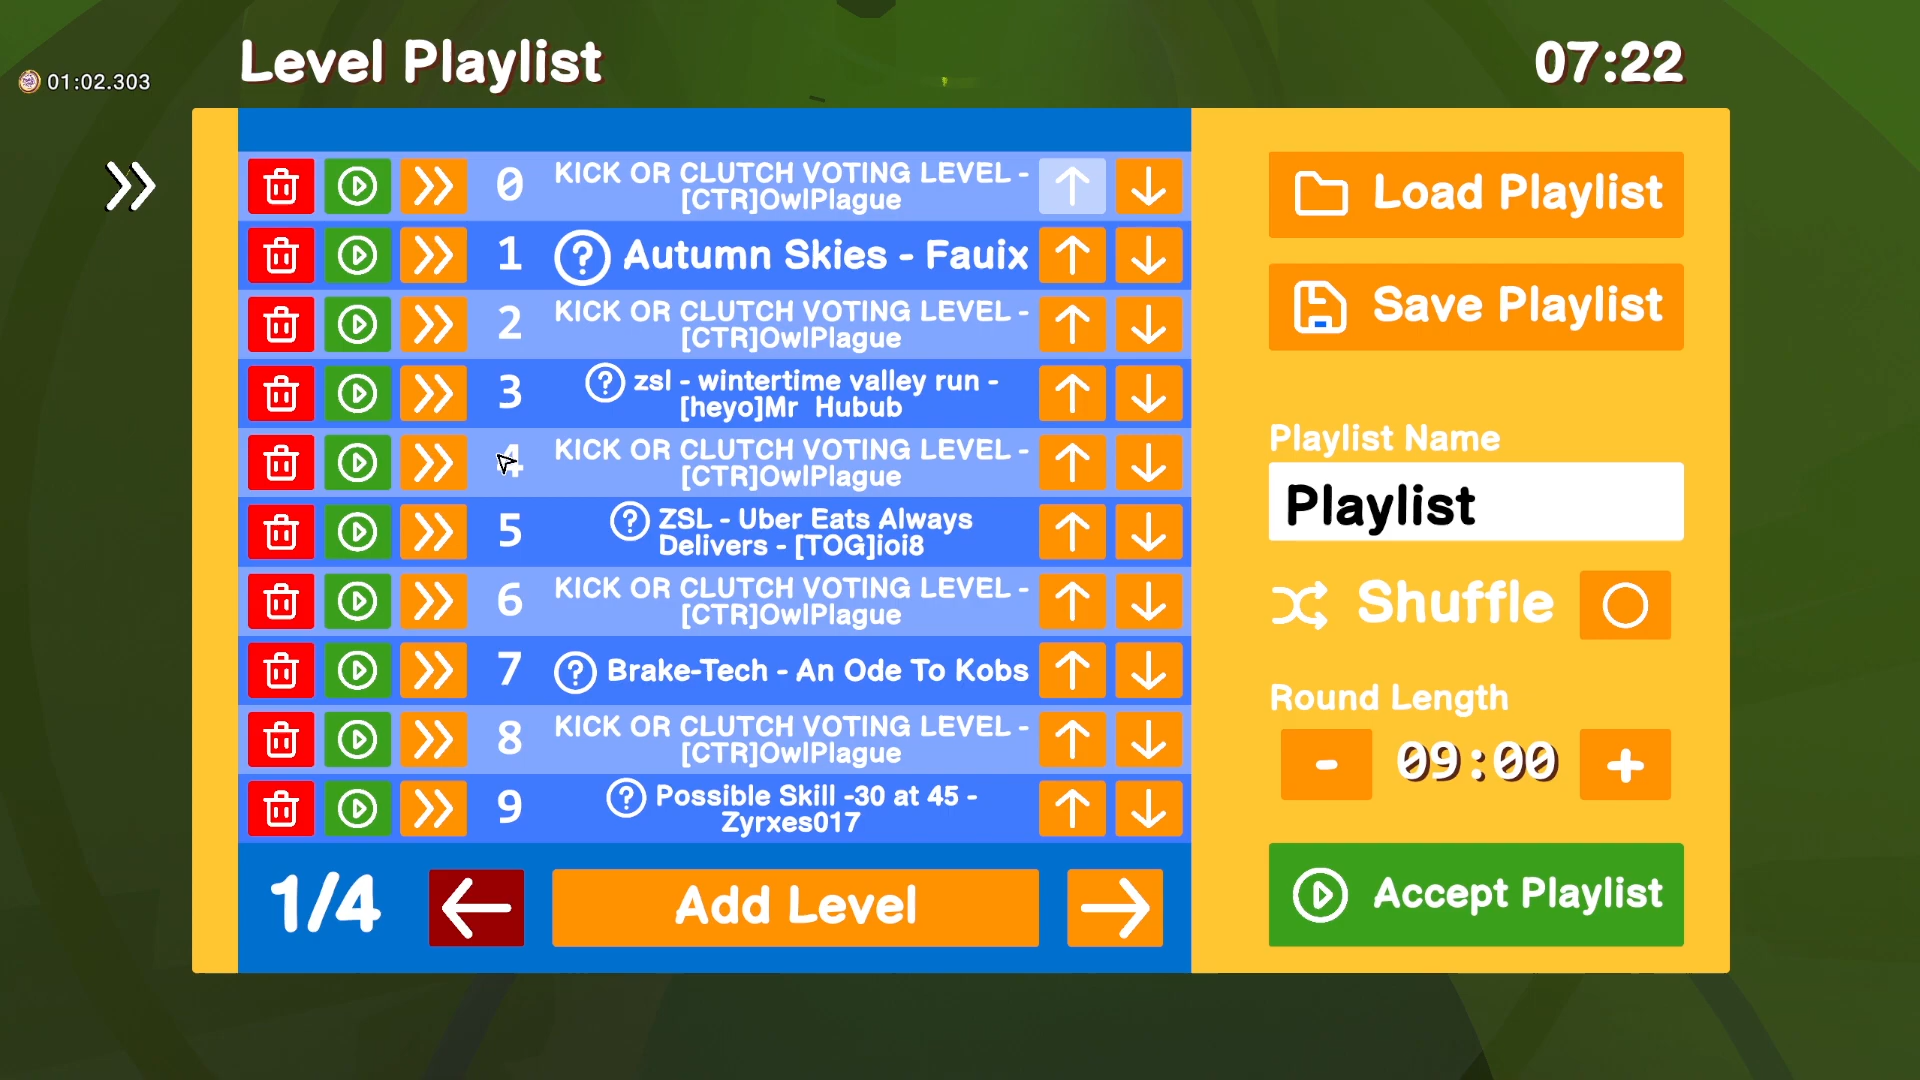 Level Playlist
07:22
01:02.303
0 KICK OR CLUTCH VOTING LEVEL -
[CTR]OwlPlague
1 Autumn Skies - Fauix
2 KICK OR CLUTCH VOTING LEVEL -
[CTR]OwlPlague
3 zsl - wintertime valley run -
[heyo]Mr Hubub
4 KICK OR CLUTCH VOTING LEVEL -
[CTR]OwlPlague
5 ZSL - Uber Eats Always
Delivers - [TOG]ioi8
6 KICK OR CLUTCH VOTING LEVEL -
[CTR]OwlPlague
7 Brake-Tech - An Ode To Kobs
8 KICK OR CLUTCH VOTING LEVEL -
[CTR]OwlPlague
9 Possible Skill -30 at 45 -
Zyrxes017
1/4
Add Level
Load Playlist
Save Playlist
Playlist Name
Playlist
Shuffle
Round Length
- 09:00 +
Accept Playlist